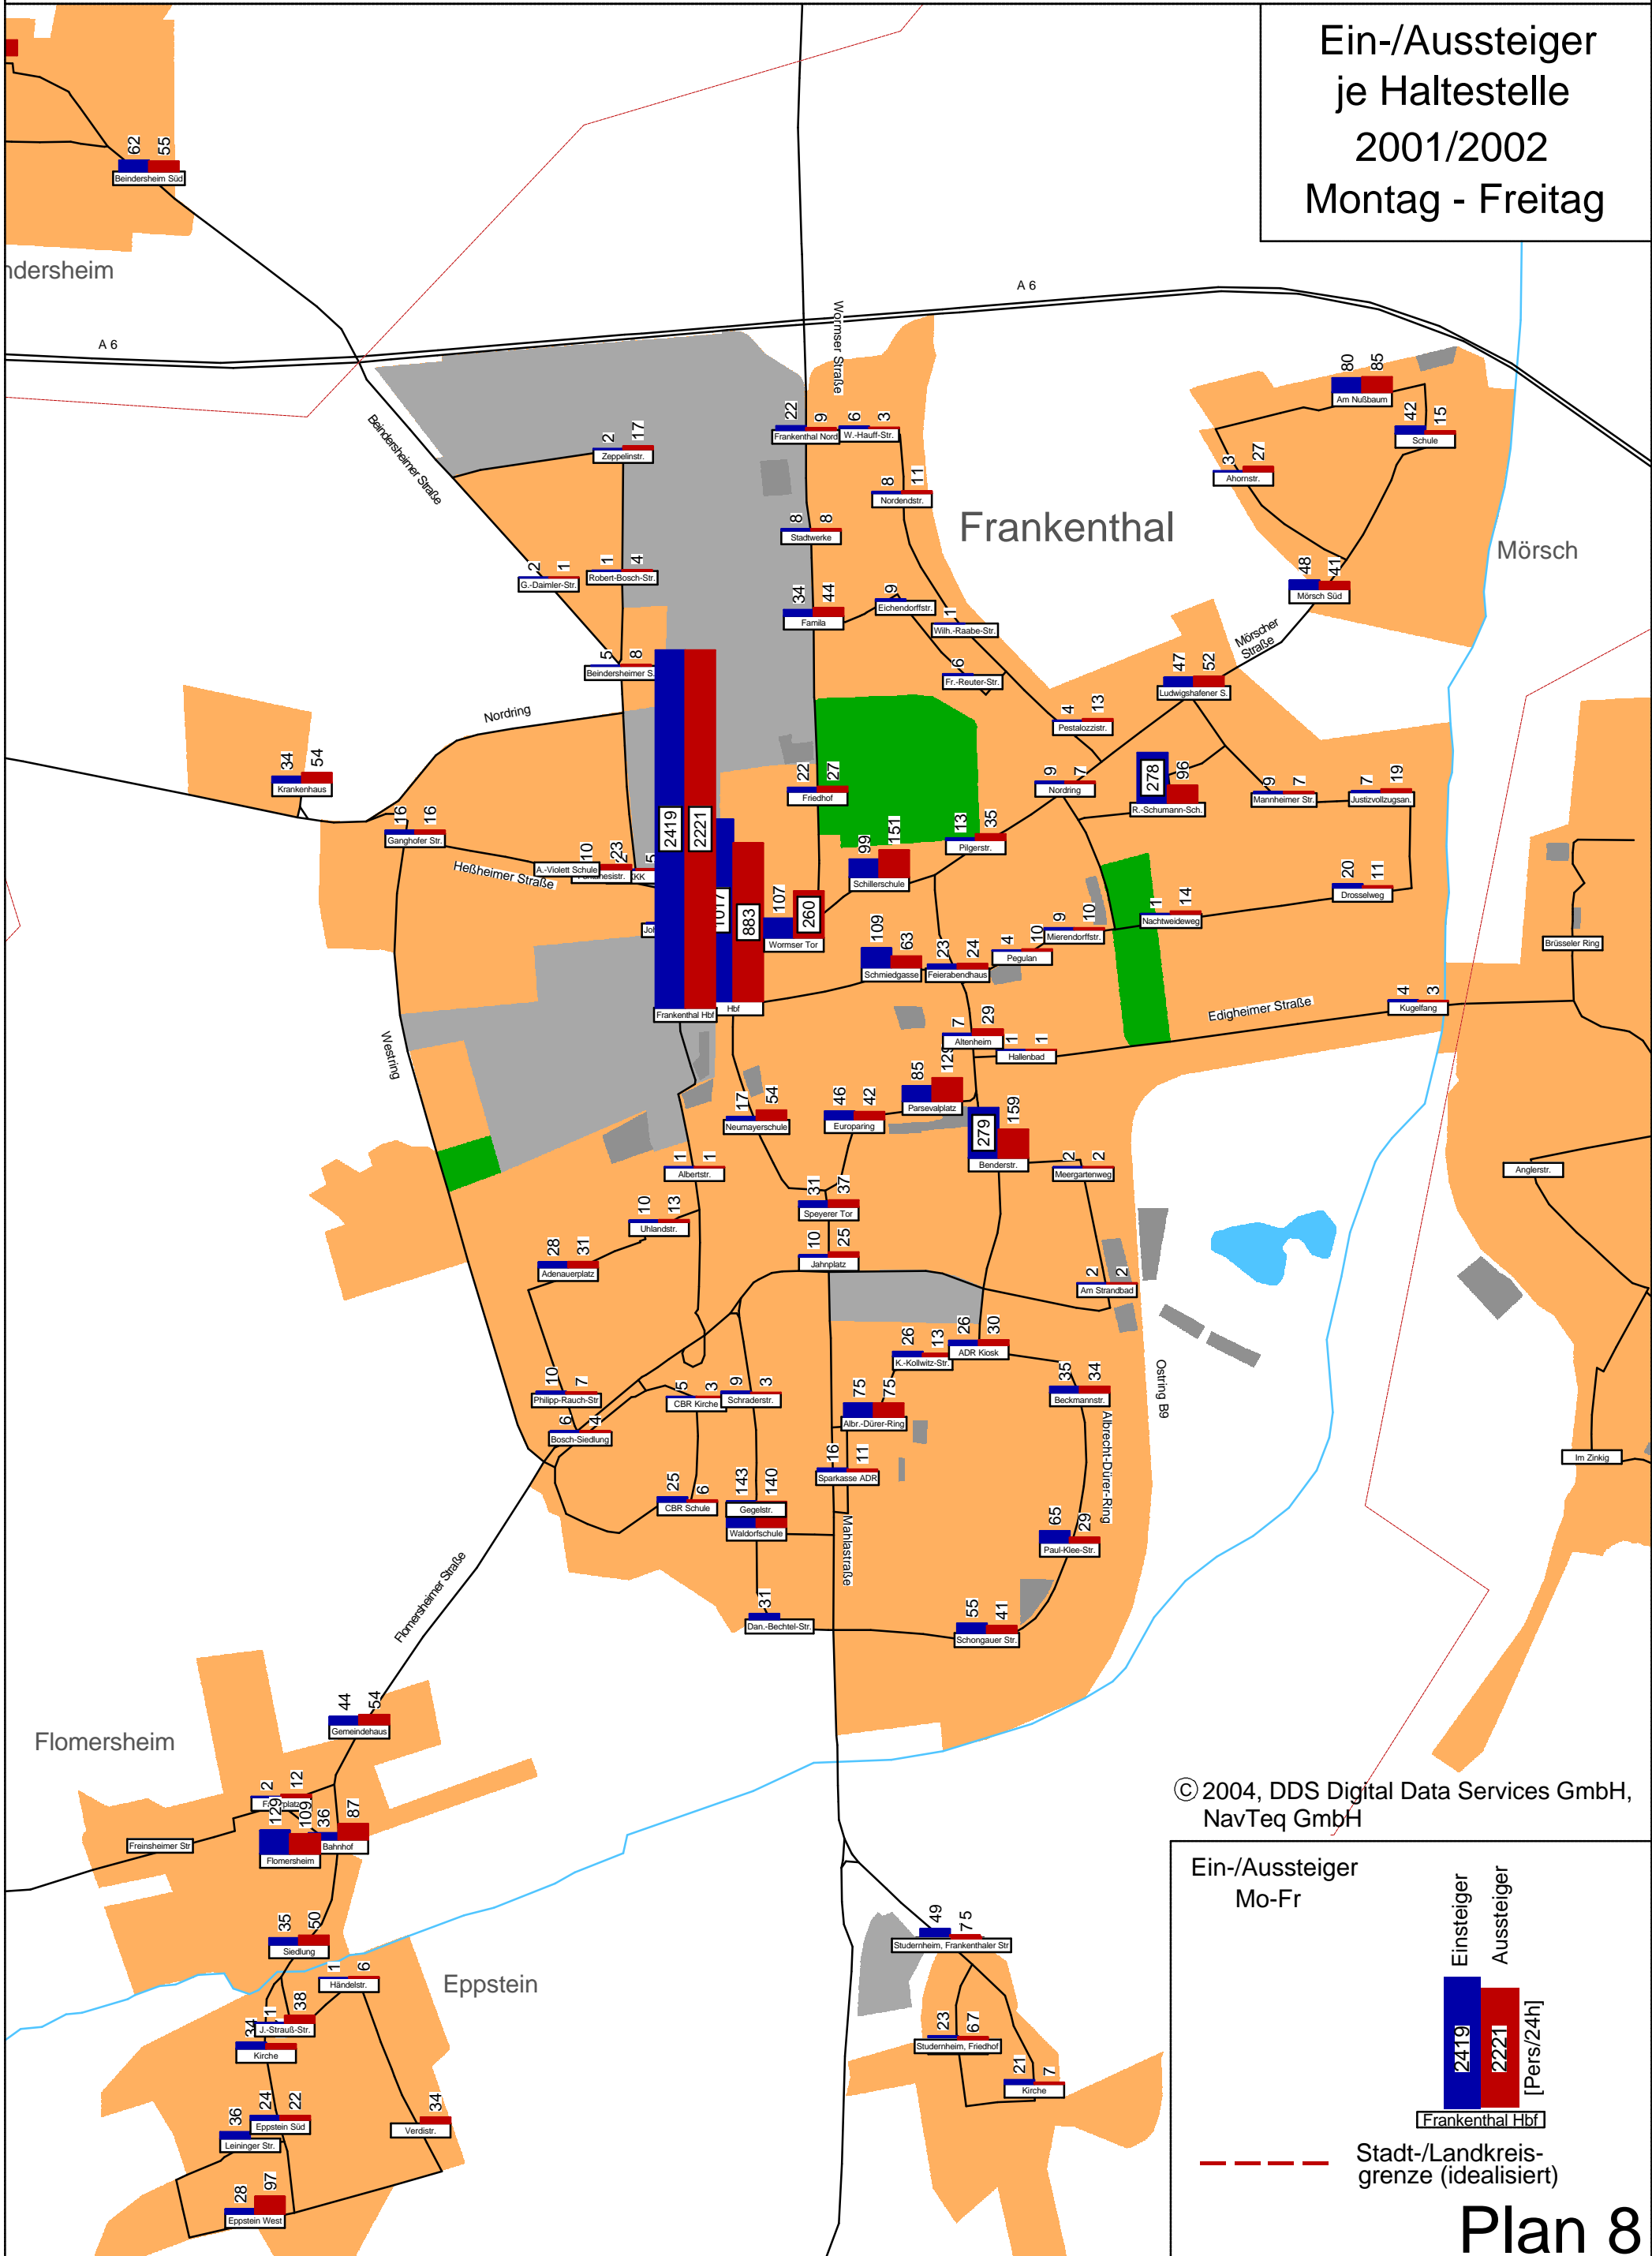 Ein-/Aussteiger
je Haltestelle
2001/2002
Montag - Freitag
62 55
Beindersheim Süd
ndersheim
A 6
A 6
Wormser Straße
Beindersheimer Straße
80 85
Am Nußbaum
42 15
Schule
3 27
Ahornstr.
48 41
Mörsch Süd
Mörsch
Mörscher
Straße
Frankenthal
2 17
Zeppelinstr.
22 9
Frankenthal Nord
6 3
W.-Hauff-Str.
8 11
Nordendstr.
8 8
Stadtwerke
2 1
G.-Daimler-Str.
1 4
Robert-Bosch-Str.
34 44
Famila
9
Eichendorffstr.
1
Wilh.-Raabe-Str.
6
Fr.-Reuter-Str.
5 8
Beindersheimer S.
47 52
Ludwigshafener S.
4 13
Pestalozzistr.
Nordring
34 54
Krankenhaus
22 27
Friedhof
9 7
Nordring
278 96
R.-Schumann-Sch.
9 7
Mannheimer Str.
7 19
Justizvollzugsan.
16 16
Ganghofer Str.
Heßheimer Straße
10 23
A.-Violett Schule
2 5
2419 2221
Frankenthal Hbf
1017 883
Hbf
107 260
Wormser Tor
99 151
Schillerschule
13 35
Pilgerstr.
20 11
Drosselweg
1 14
Nachtweideweg
9 10
Mierendorffstr.
4 10
Pegulan
109 63
Schmiedgasse
23 24
Feierabendhaus
Brüsseler Ring
4 3
Kugelfang
Edigheimer Straße
7 29
Altenheim
1 1
Hallenbad
Westring
85 129
Parsevalplatz
17 54
Neumayerschule
46 42
Europaring
279 159
Benderstr.
2 2
Meergartenweg
Anglerstr.
1 1
Albertstr.
31 37
Speyerer Tor
10 13
Uhlandstr.
28 31
Adenauerplatz
10 25
Jahnplatz
2 2
Am Strandbad
26 13
K.-Kollwitz-Str.
26 30
ADR Kiosk
35 34
Beckmannstr.
Ostring B9
Albrecht-Dürer-Ring
10 7
Philipp-Rauch-Str
6 4
Bosch-Siedlung
5 3
CBR Kirche
9 3
Schraderstr.
75 75
Albr.-Dürer-Ring
16 11
Sparkasse ADR
Im Zinkig
25 6
CBR Schule
143 140
Gegelstr.
Waldorfschule
Mahlastraße
65 29
Paul-Klee-Str.
31
Dan.-Bechtel-Str.
55 41
Schongauer Str.
Flomersheimer Straße
44 54
Gemeindehaus
Flomersheim
2 12
Freinsheimer Str
129 109
Flomersheim
36 87
Bahnhof
35 50
Siedlung
1 6
Händelstr.
Eppstein
1 38
J.-Strauß-Str.
34
Kirche
24 22
Eppstein Süd
36
Leininger Str.
34
Verdistr.
28 97
Eppstein West
49 75
Studernheim, Frankenthaler Str
23 67
Studernheim, Friedhof
21 7
Kirche
© 2004, DDS Digital Data Services GmbH,
NavTeq GmbH
Ein-/Aussteiger
Mo-Fr
Einsteiger
Aussteiger
2419
2221
[Pers/24h]
Frankenthal Hbf
Stadt-/Landkreis-
grenze (idealisiert)
Plan 8